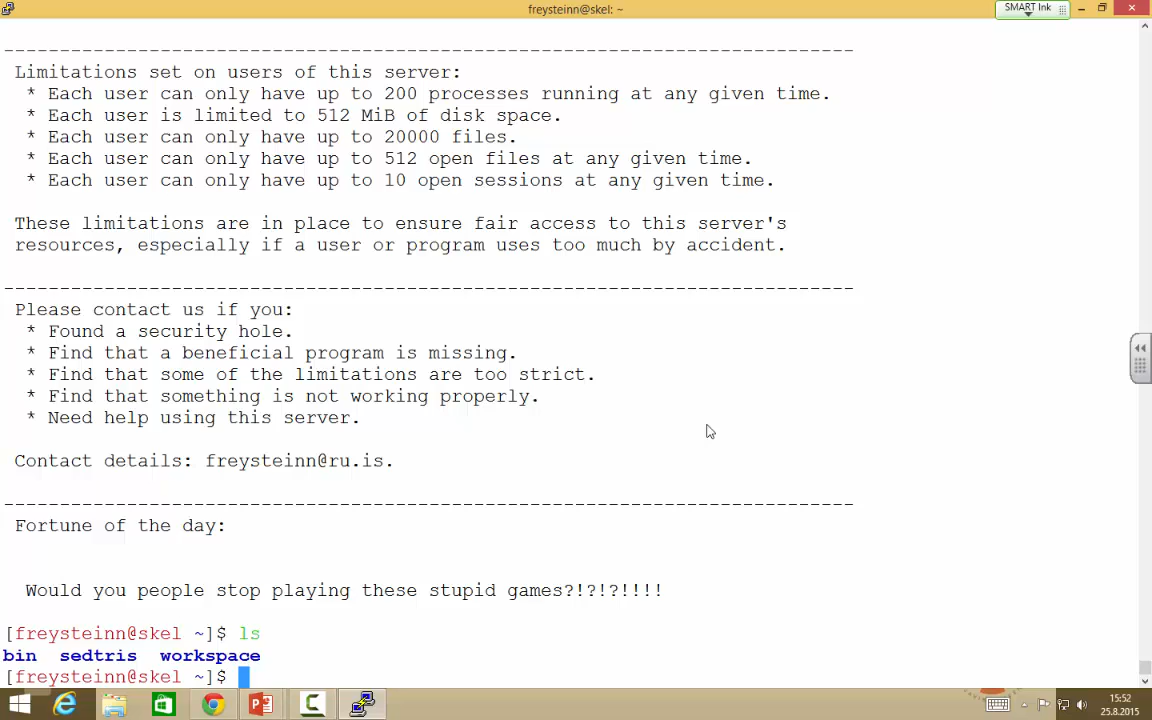 freysteinn@skel: ~
SMART Ink
--------------------------------------------------------------------------------
Limitations set on users of this server:
* Each user can only have up to 200 processes running at any given time.
* Each user is limited to 512 MiB of disk space.
* Each user can only have up to 20000 files.
* Each user can only have up to 512 open files at any given time.
* Each user can only have up to 10 open sessions at any given time.
These limitations are in place to ensure fair access to this server's
resources, especially if a user or program uses too much by accident.
--------------------------------------------------------------------------------
Please contact us if you:
* Found a security hole.
* Find that a beneficial program is missing.
* Find that some of the limitations are too strict.
* Find that something is not working properly.
* Need help using this server.
Contact details: freysteinn@ru.is.
--------------------------------------------------------------------------------
Fortune of the day:
Would you people stop playing these stupid games?!?!?!!!!
[freysteinn@skel ~]$ ls
bin sedtris workspace
[freysteinn@skel ~]$
15:52
25.8.2015